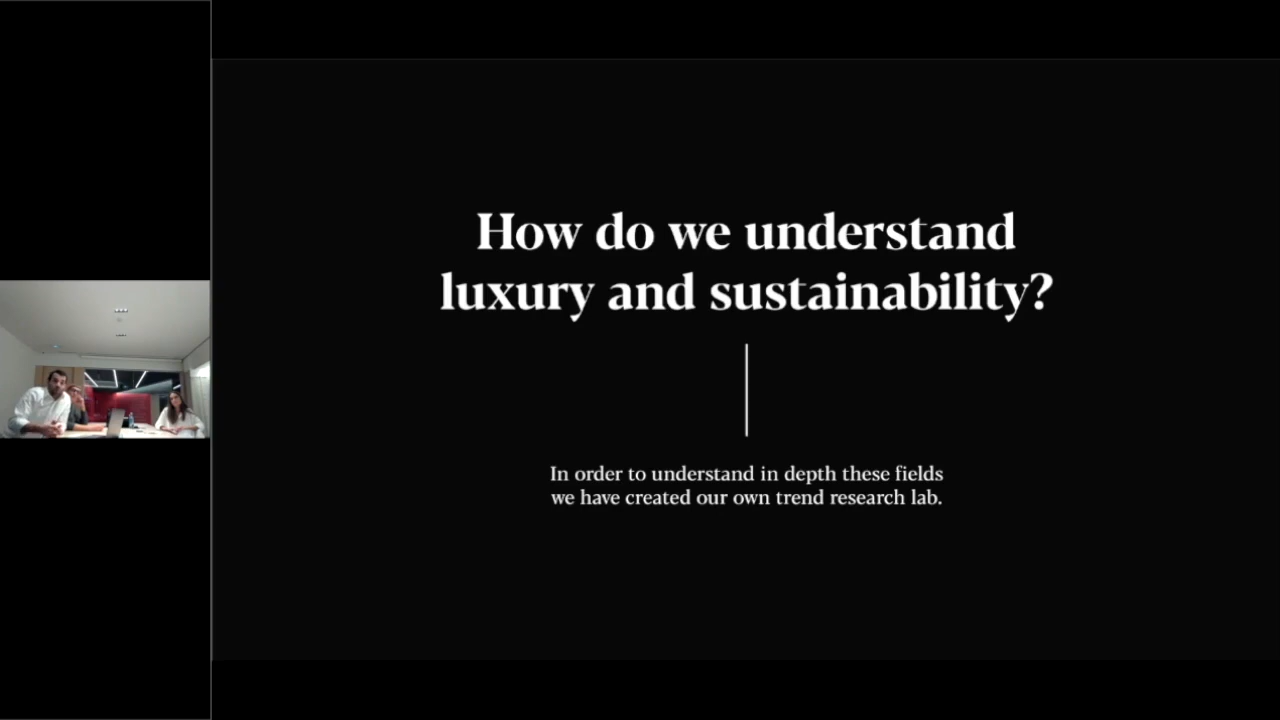 How do we understand
luxury and sustainability?
In order to understand in depth these fields
we have created our own trend research lab.